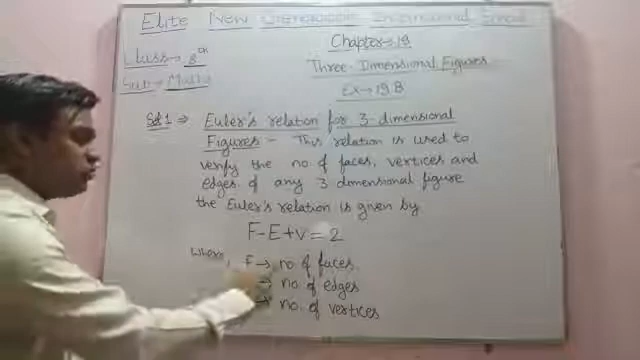 Elite New Generation International School
Chapter→19
Class→ 8th
Three-Dimensional Figures
Sub→ Maths
Ex→19.B
Sol.1 ⇒ Euler's relation for 3-dimensional
Figures – This relation is used to
verify the no. of faces, vertices and
edges of any 3 dimensional figure
the Euler's relation is given by
F-E+V=2
Where, F→ no. of faces
→ no. of edges
→ no. of vertices